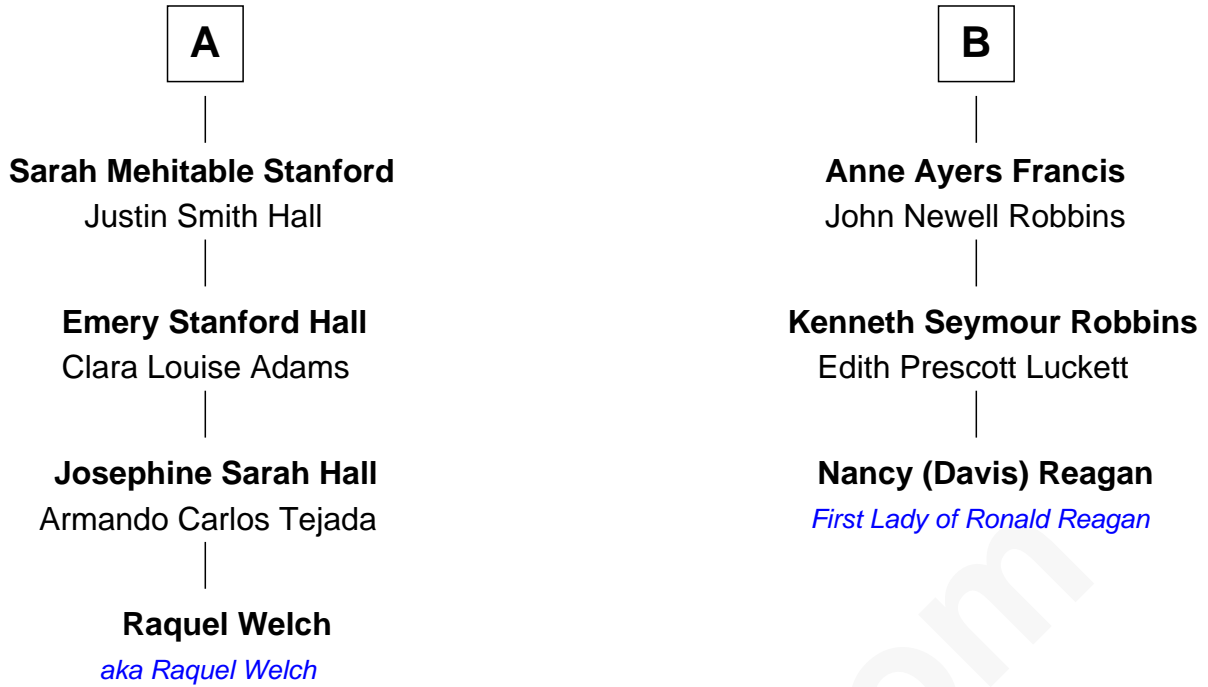 A
Sarah Mehitable Stanford
Justin Smith Hall
Emery Stanford Hall
Clara Louise Adams
Josephine Sarah Hall
Armando Carlos Tejada
Raquel Welch
aka Raquel Welch
B
Anne Ayers Francis
John Newell Robbins
Kenneth Seymour Robbins
Edith Prescott Luckett
Nancy (Davis) Reagan
First Lady of Ronald Reagan
om